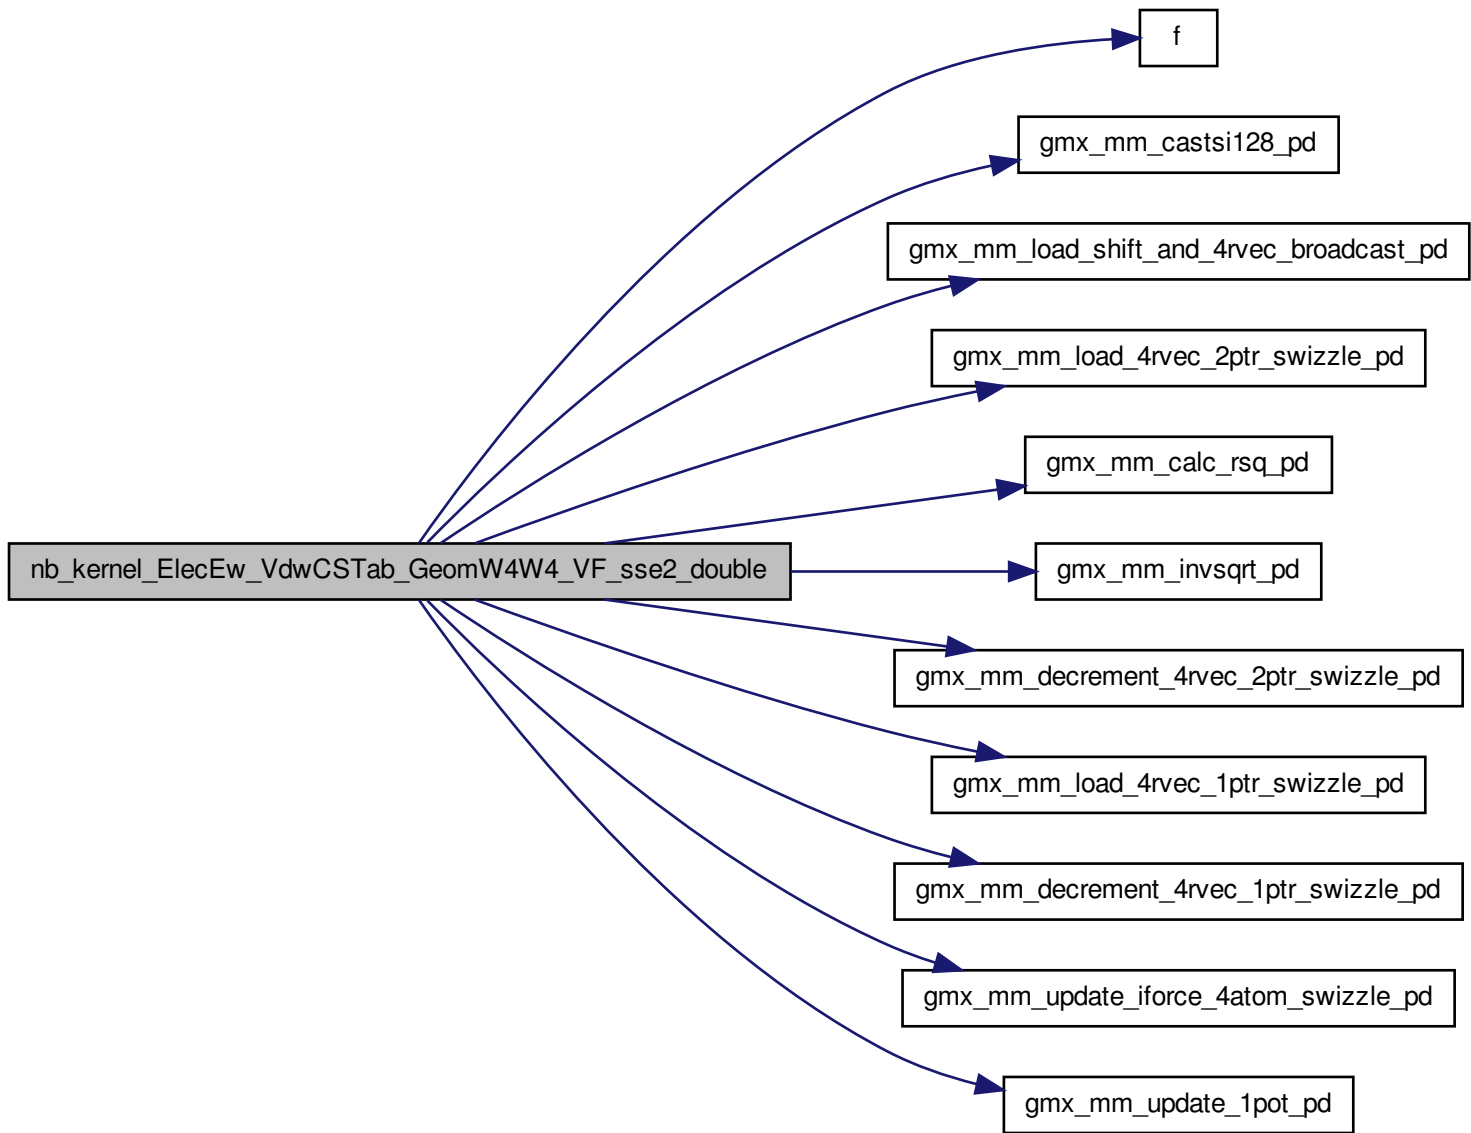 f
gmx_mm_castsi128_pd
gmx_mm_load_shift_and_4rvec_broadcast_pd
gmx_mm_load_4rvec_2ptr_swizzle_pd
gmx_mm_calc_rsq_pd
nb_kernel_ElecEw_VdwCSTab_GeomW4W4_VF_sse2_double
gmx_mm_invsqrt_pd
gmx_mm_decrement_4rvec_2ptr_swizzle_pd
gmx_mm_load_4rvec_1ptr_swizzle_pd
gmx_mm_decrement_4rvec_1ptr_swizzle_pd
gmx_mm_update_iforce_4atom_swizzle_pd
gmx_mm_update_1pot_pd